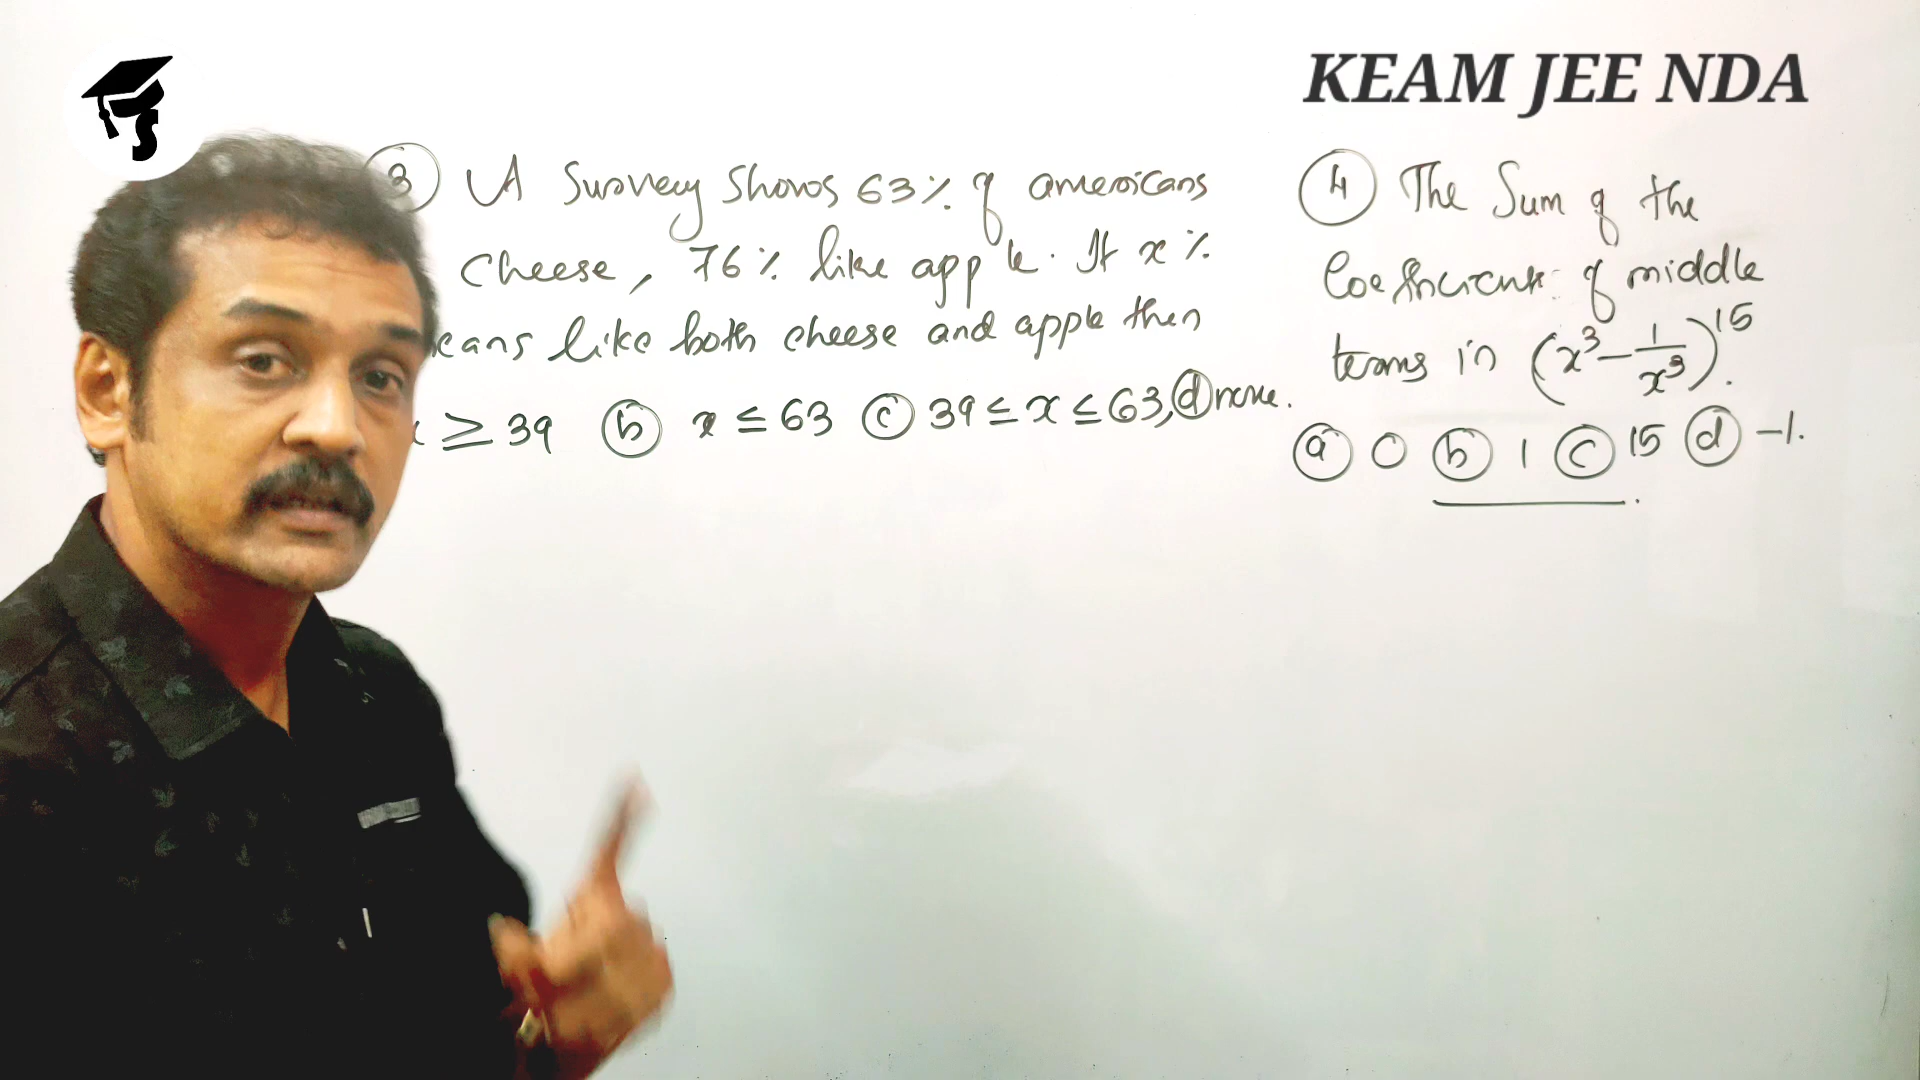 KEAM JEE NDA
3 A Survey shows 63% of americans
cheese, 76% like apple. If x%
cans like both cheese and apple then
≥ 39 (b) x ≤ 63 (c) 39 ≤ x ≤ 63, (d) none.
4 The Sum of the
Coefficient of middle
terms in (x³ - 1/x³)¹⁵.
(a) 0 (b) 1 (c) 15 (d) -1.